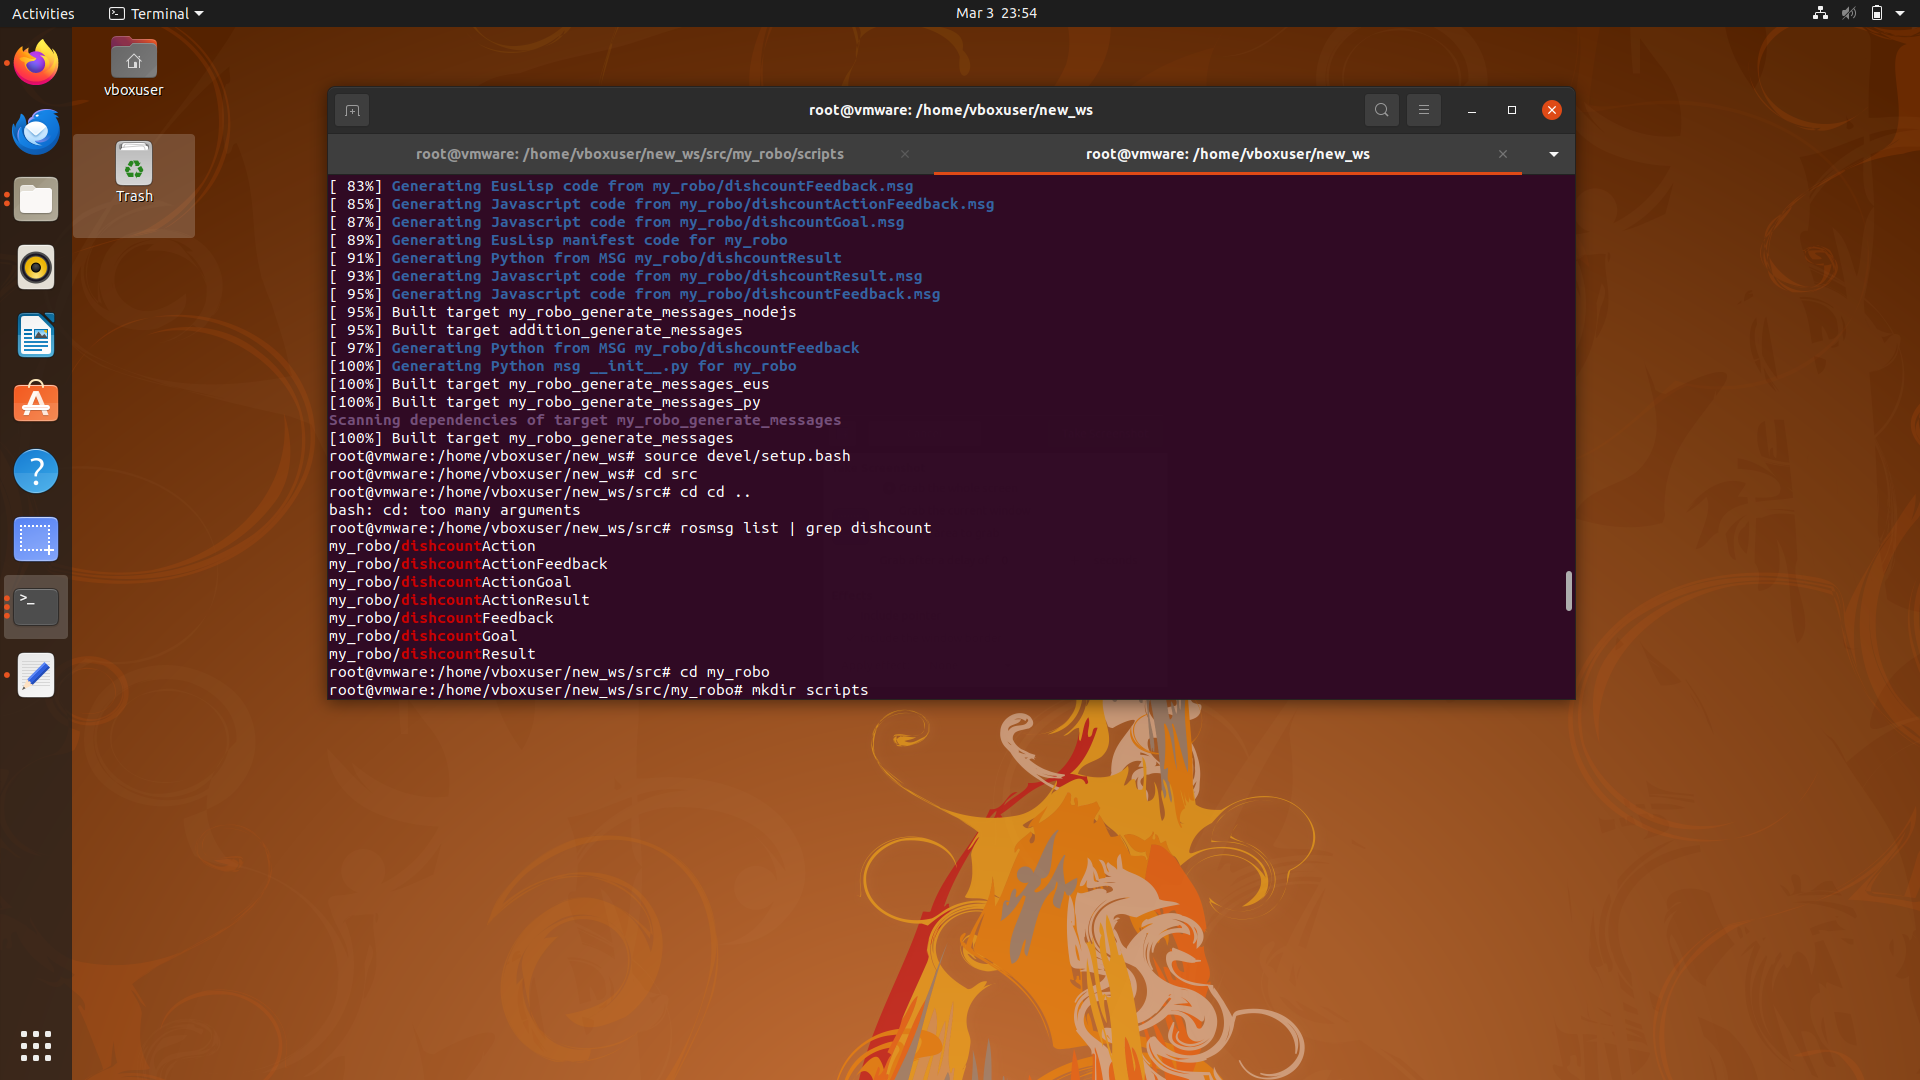 Activities
Terminal
Mar 3 23:54
vboxuser
Trash
root@vmware: /home/vboxuser/new_ws
root@vmware: /home/vboxuser/new_ws/src/my_robo/scripts
root@vmware: /home/vboxuser/new_ws
[ 83%] Generating EusLisp code from my_robo/dishcountFeedback.msg
[ 85%] Generating Javascript code from my_robo/dishcountActionFeedback.msg
[ 87%] Generating Javascript code from my_robo/dishcountGoal.msg
[ 89%] Generating EusLisp manifest code for my_robo
[ 91%] Generating Python from MSG my_robo/dishcountResult
[ 93%] Generating Javascript code from my_robo/dishcountResult.msg
[ 95%] Generating Javascript code from my_robo/dishcountFeedback.msg
[ 95%] Built target my_robo_generate_messages_nodejs
[ 95%] Built target addition_generate_messages
[ 97%] Generating Python from MSG my_robo/dishcountFeedback
[100%] Generating Python msg __init__.py for my_robo
[100%] Built target my_robo_generate_messages_eus
[100%] Built target my_robo_generate_messages_py
Scanning dependencies of target my_robo_generate_messages
[100%] Built target my_robo_generate_messages
root@vmware:/home/vboxuser/new_ws# source devel/setup.bash
root@vmware:/home/vboxuser/new_ws# cd src
root@vmware:/home/vboxuser/new_ws/src# cd cd ..
bash: cd: too many arguments
root@vmware:/home/vboxuser/new_ws/src# rosmsg list | grep dishcount
my_robo/dishcountAction
my_robo/dishcountActionFeedback
my_robo/dishcountActionGoal
my_robo/dishcountActionResult
my_robo/dishcountFeedback
my_robo/dishcountGoal
my_robo/dishcountResult
root@vmware:/home/vboxuser/new_ws/src# cd my_robo
root@vmware:/home/vboxuser/new_ws/src/my_robo# mkdir scripts